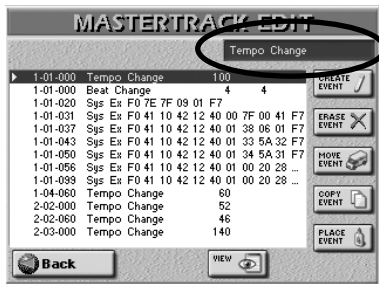 MASTERTRACK EDIT
Tempo Change
1-01-000 Tempo Change 100
1-01-000 Beat Change 4 4
1-01-020 Sys Ex F0 7E 7F 09 01 F7
1-01-031 Sys Ex F0 41 10 42 12 40 00 7F 00 41 F7
1-01-037 Sys Ex F0 41 10 42 12 40 01 38 06 01 F7
1-01-043 Sys Ex F0 41 10 42 12 40 01 33 5A 32 F7
1-01-050 Sys Ex F0 41 10 42 12 40 01 34 5A 31 F7
1-01-056 Sys Ex F0 41 10 42 12 40 01 00 20 28 ...
1-01-099 Sys Ex F0 41 10 42 12 40 01 00 20 28 ...
1-04-060 Tempo Change 60
2-02-000 Tempo Change 52
2-02-060 Tempo Change 46
2-03-000 Tempo Change 140
CREATE EVENT
ERASE EVENT
MOVE EVENT
COPY EVENT
PLACE EVENT
Back
VIEW